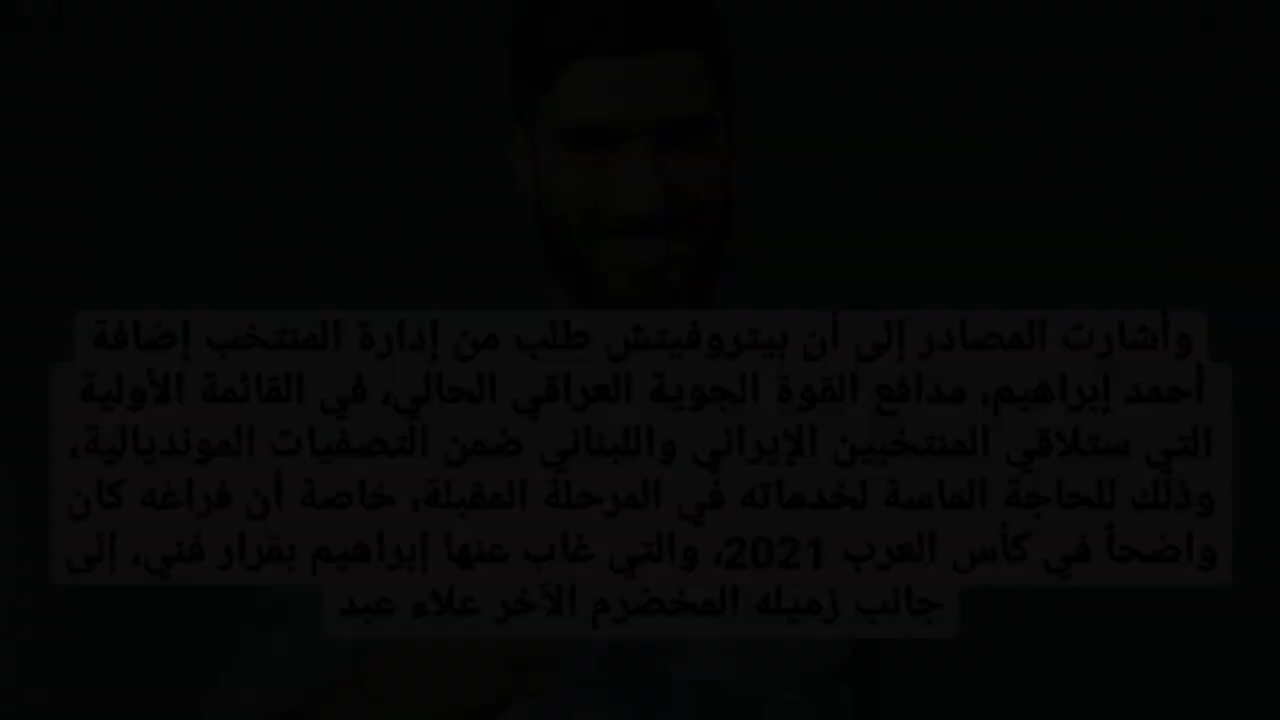 وأشارت المصادر إلى أن بيتروفيتش طلب من إدارة المنتخب إضافة
أحمد إبراهيم، مدافع القوة الجوية العراقي الحالي، في القائمة الأولية
التي ستلاقي المنتخبين الإيراني واللبناني ضمن التصفيات المونديالية،
وذلك للحاجة الماسة لخدماته في المرحلة المقبلة، خاصة أن فراغه كان
واضحاً في كأس العرب 2021، والتي غاب عنها إبراهيم بقرار فني، إلى
جانب زميله المخضرم الآخر علاء عبد